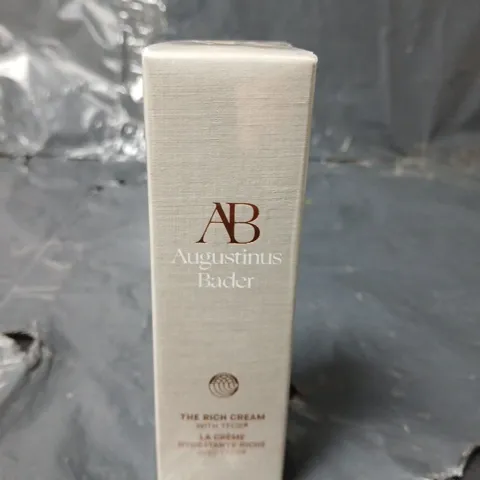 AB
Augustinus
Bader
THE RICH CREAM
WITH TFC8®
LA CRÈME
HYDRATANTE RICHE